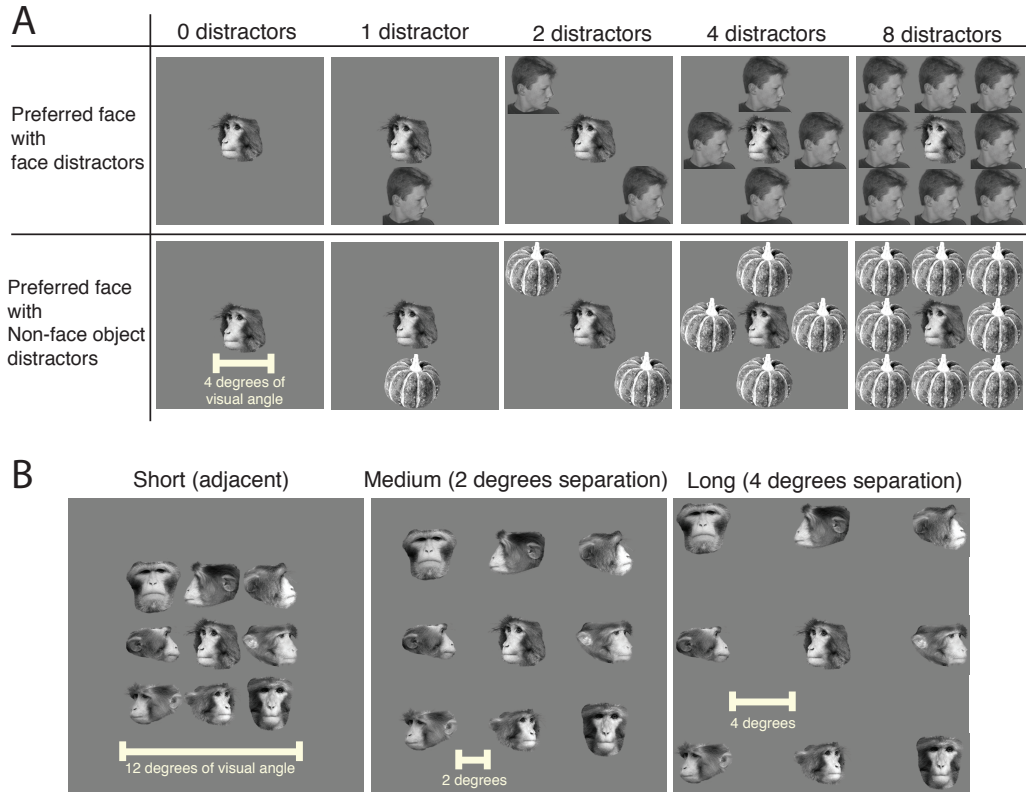 A
0 distractors
1 distractor
2 distractors
4 distractors
8 distractors
Preferred face
with
face distractors
Preferred face
with
Non-face object
distractors
4 degrees of
visual angle
B
Short (adjacent)
Medium (2 degrees separation)
Long (4 degrees separation)
12 degrees of visual angle
2 degrees
4 degrees